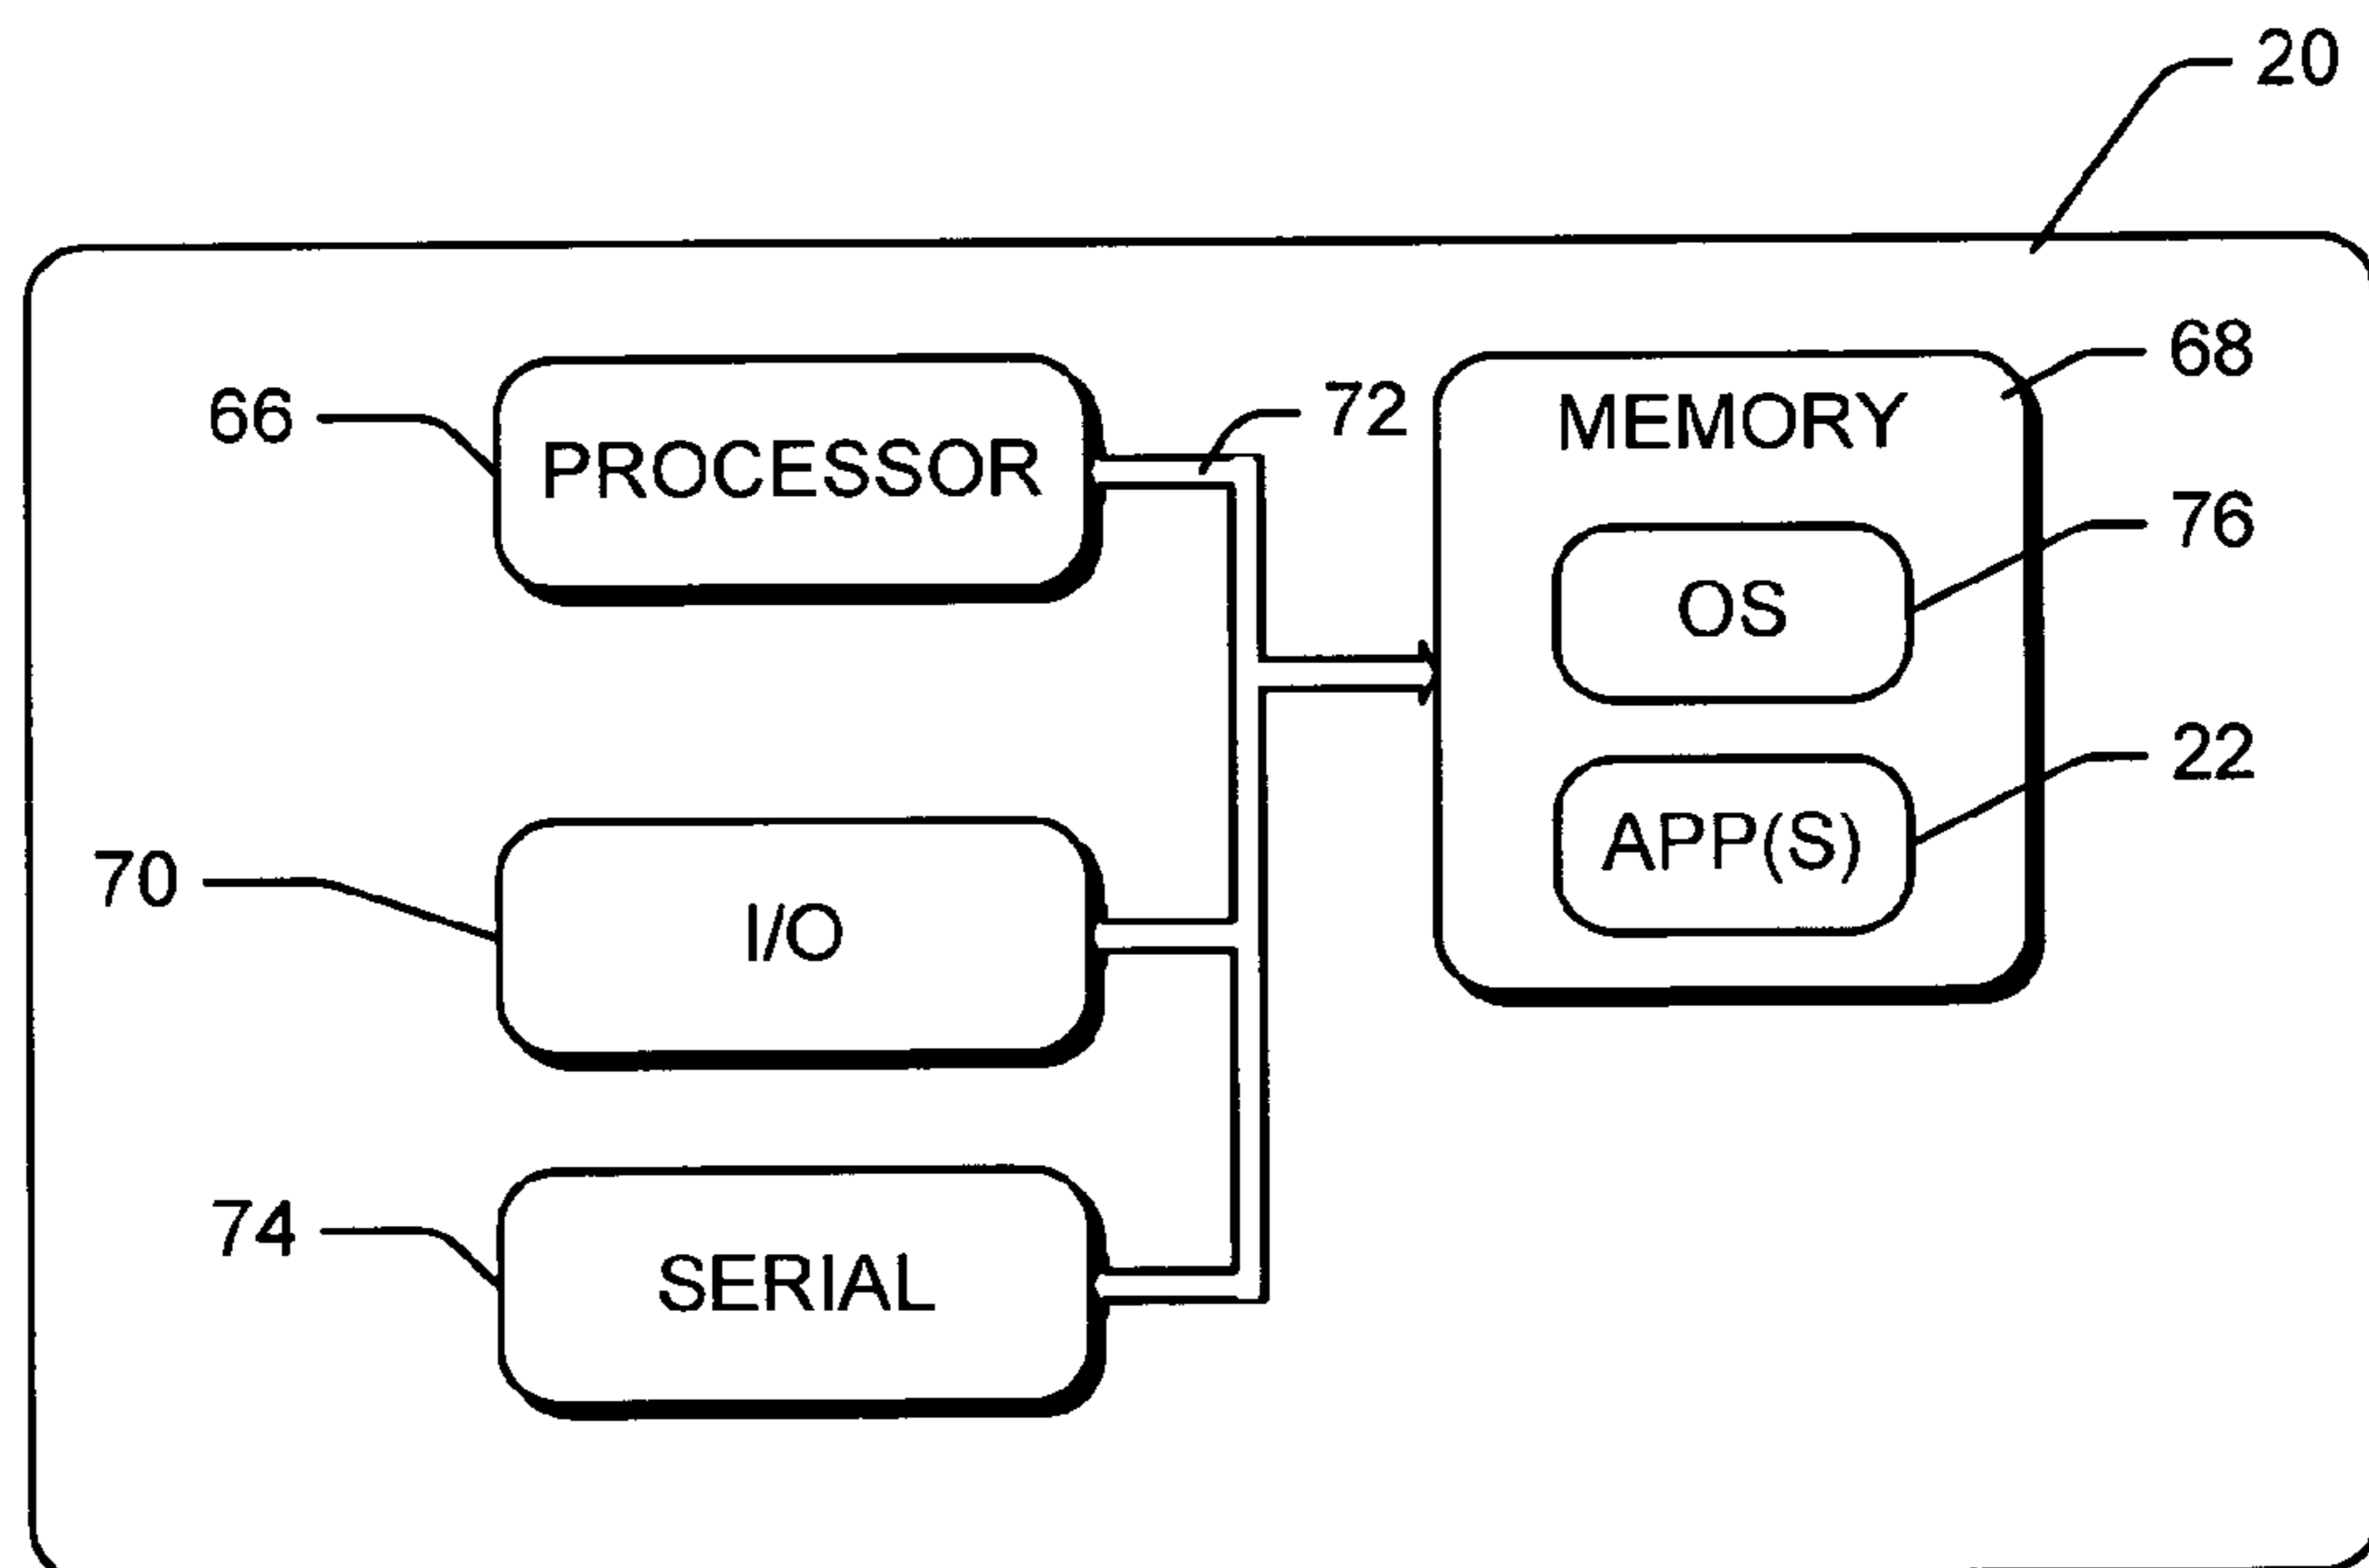 20
68
66
72
MEMORY
PROCESSOR
76
OS
22
APP(S)
70
I/O
74
SERIAL